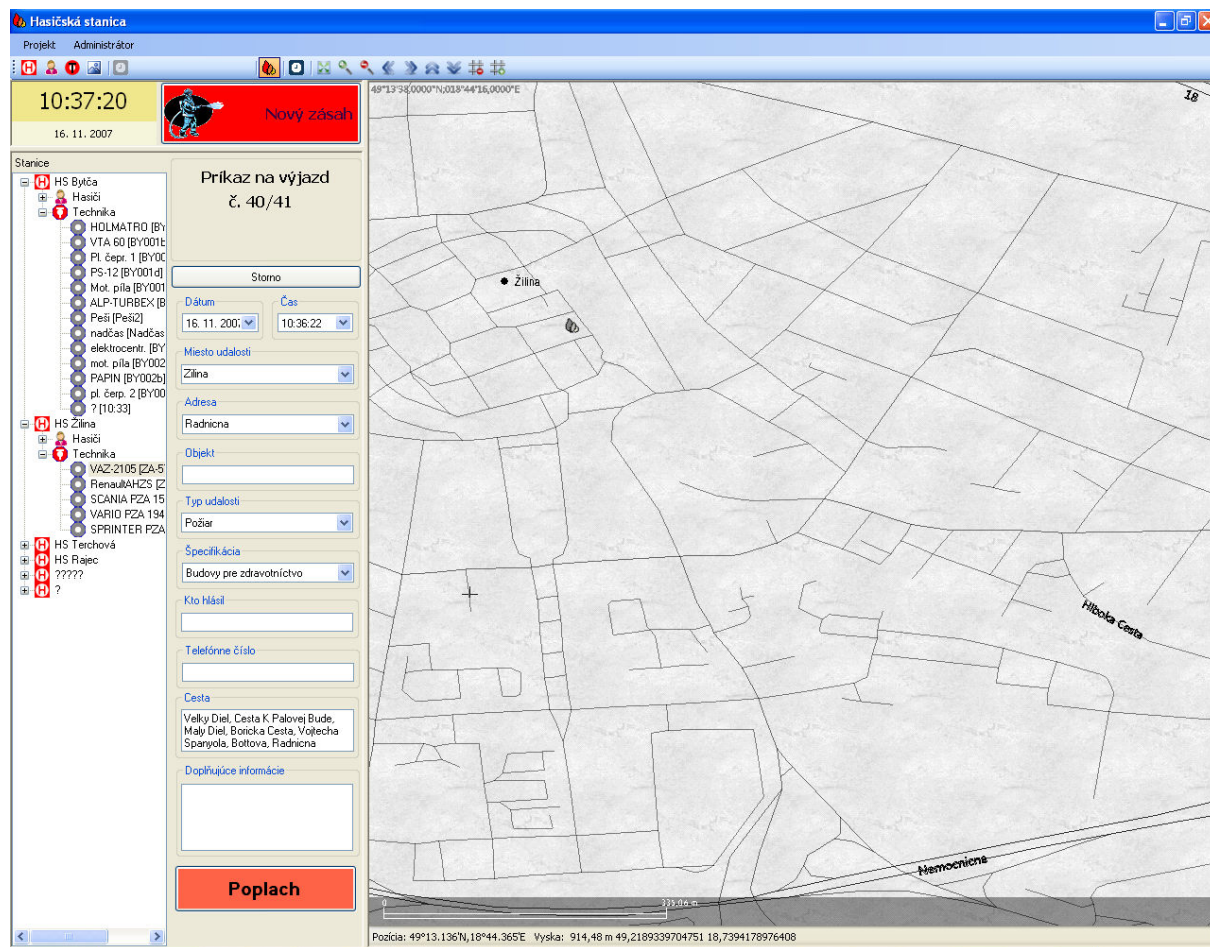 Hasičská stanica
Projekt Administrátor
10:37:20
16. 11. 2007
Nový zásah
Stanice
HS Bytča
Hasiči
Technika
HOLMATRO [BY
VTA 60 [BY001b
Pl. čepr. 1 [BY00
PS-12 [BY001d]
Mot. píla [BY001
ALP-TURBEX [B
Peši [Peši2]
nadčas [Nadčas
elektrocentr. [BY
mot. píla [BY002
PAPIN [BY002b]
pl. čerp. 2 [BY00
? [10:33]
HS Žilina
Hasiči
Technika
VAZ-2105 [ZA-5
RenaultAHZS [Z
SCANIA PZA 15
VARIO PZA 194
SPRINTER PZA
HS Terchová
HS Rajec
?????
?
Príkaz na výjazd
č. 40/41
Storno
Dátum Čas
16. 11. 2007 10:36:22
Miesto udalosti
Zilina
Adresa
Radnicna
Objekt
Typ udalosti
Požiar
Špecifikácia
Budovy pre zdravotníctvo
Kto hlásil
Telefónne číslo
Cesta
Velky Diel, Cesta K Palovej Bude,
Maly Diel, Boricka Cesta, Vojtecha
Spanyola, Bottova, Radnicna
Doplňujúce informácie
Poplach
49°13'38,0000"N;018°44'16,0000"E
18
Žilina
Hlboka Cesta
Nemocnicna
0 335,06 m
Pozícia: 49°13.136'N,18°44.365'E Vyska: 914,48 m 49,2189339704751 18,7394178976408